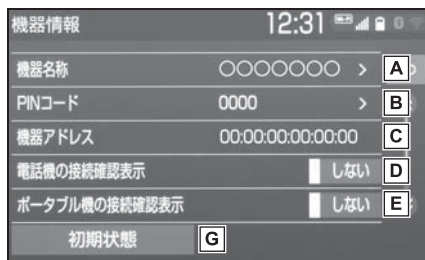 機器情報 12:31 0
機器名称 ○○○○○○○ > A
PINコード 0000 > B
機器アドレス 00:00:00:00:00:00 C
電話機の接続確認表示 しない D
ポータブル機の接続確認表示 しない E
初期状態 G